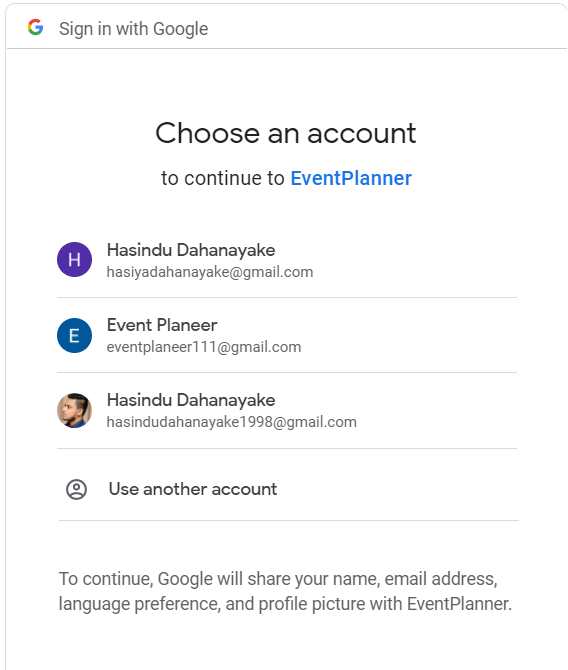 Sign in with Google
Choose an account
to continue to EventPlanner
H
Hasindu Dahanayake
hasiyadahanayake@gmail.com
E
Event Planeer
eventplaneer111@gmail.com
Hasindu Dahanayake
hasindudahanayake1998@gmail.com
Use another account
To continue, Google will share your name, email address,
language preference, and profile picture with EventPlanner.